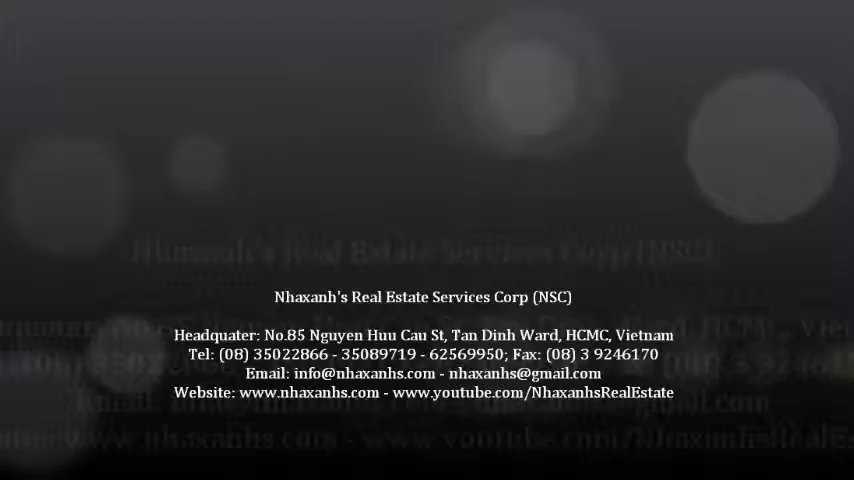 Nhaxanh's Real Estate Services Corp (NSC)
Headquater: No.85 Nguyen Huu Cau St, Tan Dinh Ward, HCMC, Vietnam
Tel: (08) 35022866 - 35089719 - 62569950; Fax: (08) 3 9246170
Email: info@nhaxanhs.com - nhaxanhs@gmail.com
Website: www.nhaxanhs.com - www.youtube.com/NhaxanhsRealEstate